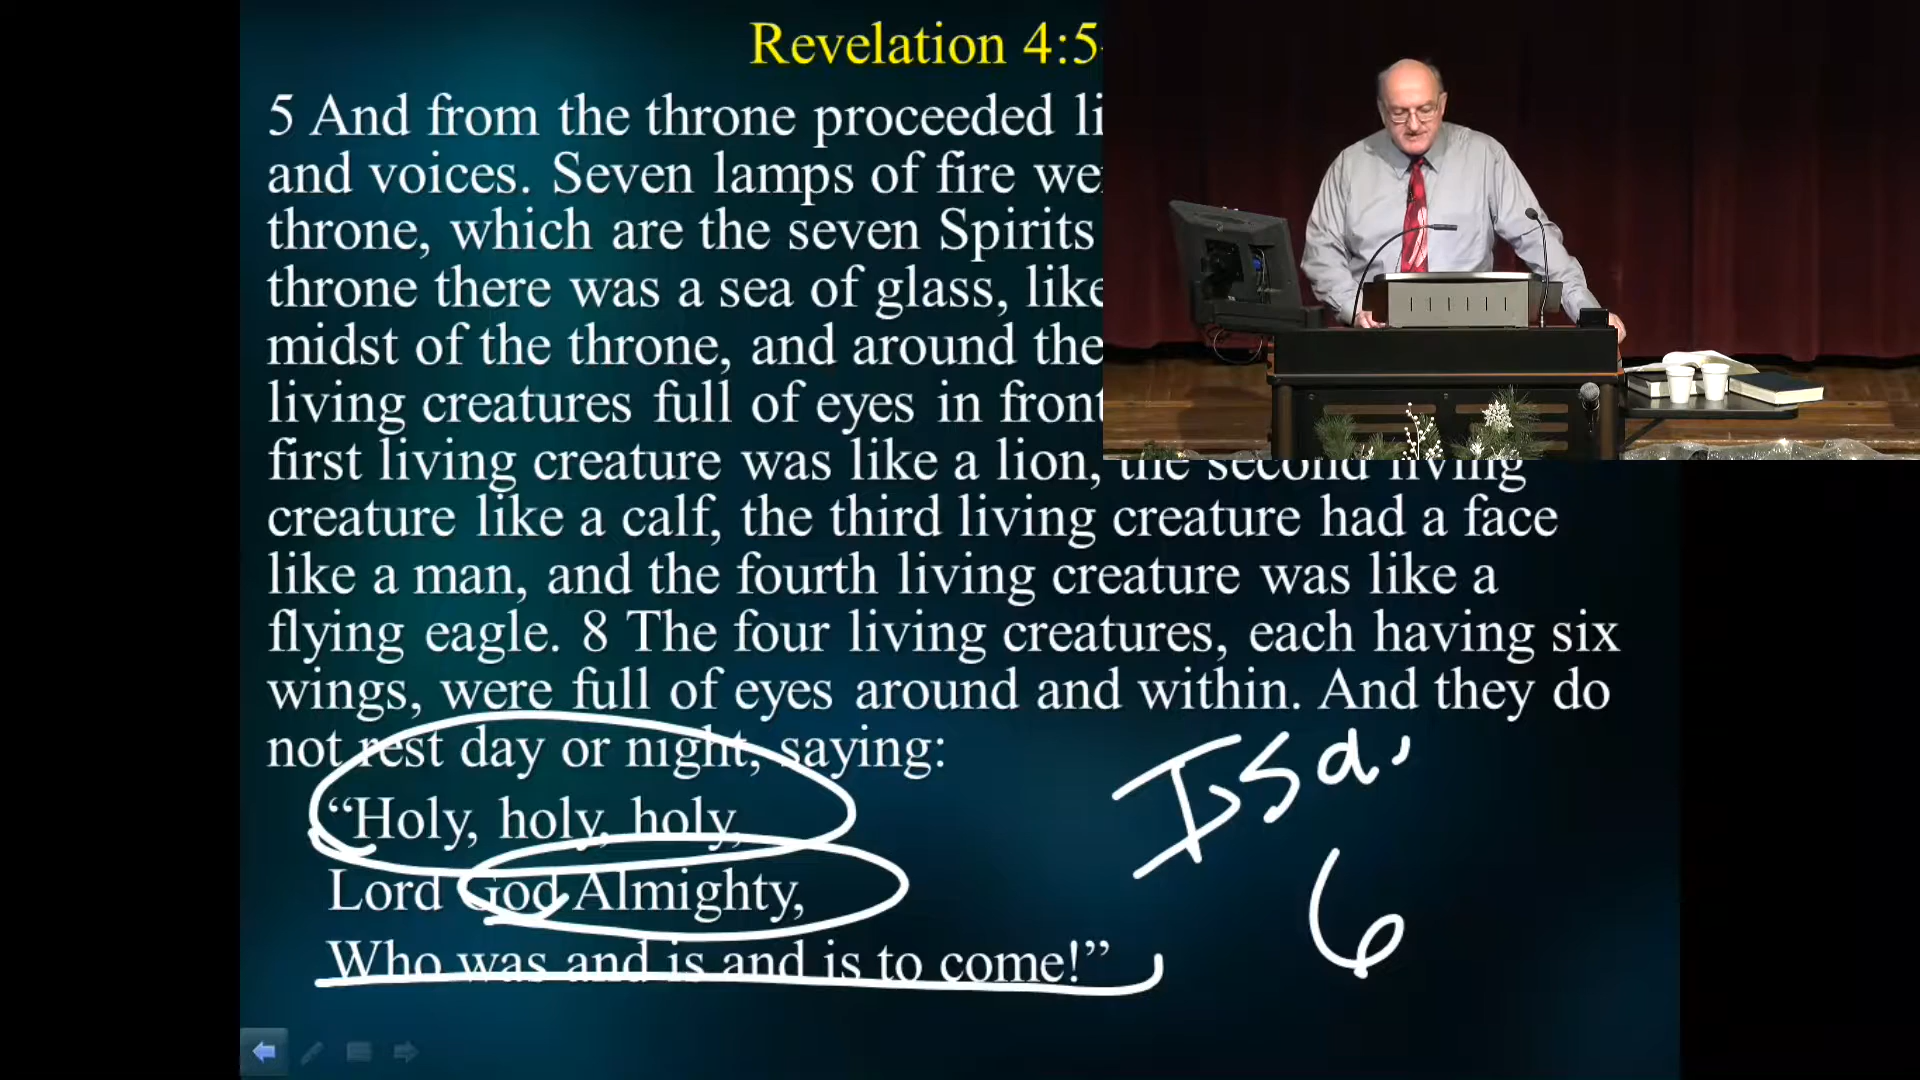 Revelation 4:5-
5 And from the throne proceeded li
and voices. Seven lamps of fire we
throne, which are the seven Spirits
throne there was a sea of glass, like
midst of the throne, and around the
living creatures full of eyes in front
first living creature was like a lion, the second living
creature like a calf, the third living creature had a face
like a man, and the fourth living creature was like a
flying eagle. 8 The four living creatures, each having six
wings, were full of eyes around and within. And they do
not rest day or night, saying:
“Holy, holy, holy,
Lord God Almighty,
Who was and is and is to come!”
Isa.
6